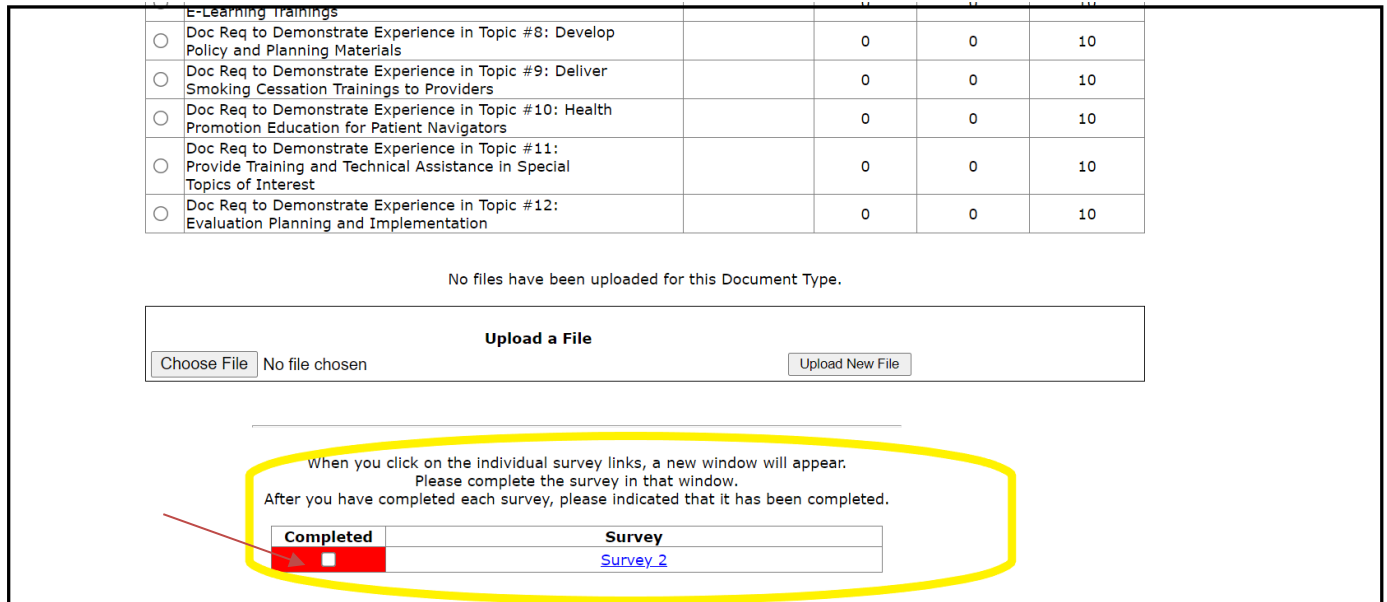 E-Learning Trainings
Doc Req to Demonstrate Experience in Topic #8: Develop
Policy and Planning Materials
0 0 10
Doc Req to Demonstrate Experience in Topic #9: Deliver
Smoking Cessation Trainings to Providers
0 0 10
Doc Req to Demonstrate Experience in Topic #10: Health
Promotion Education for Patient Navigators
0 0 10
Doc Req to Demonstrate Experience in Topic #11:
Provide Training and Technical Assistance in Special
Topics of Interest
0 0 10
Doc Req to Demonstrate Experience in Topic #12:
Evaluation Planning and Implementation
0 0 10
No files have been uploaded for this Document Type.
Upload a File
Choose File No file chosen Upload New File
When you click on the individual survey links, a new window will appear.
Please complete the survey in that window.
After you have completed each survey, please indicated that it has been completed.
Completed Survey
Survey 2